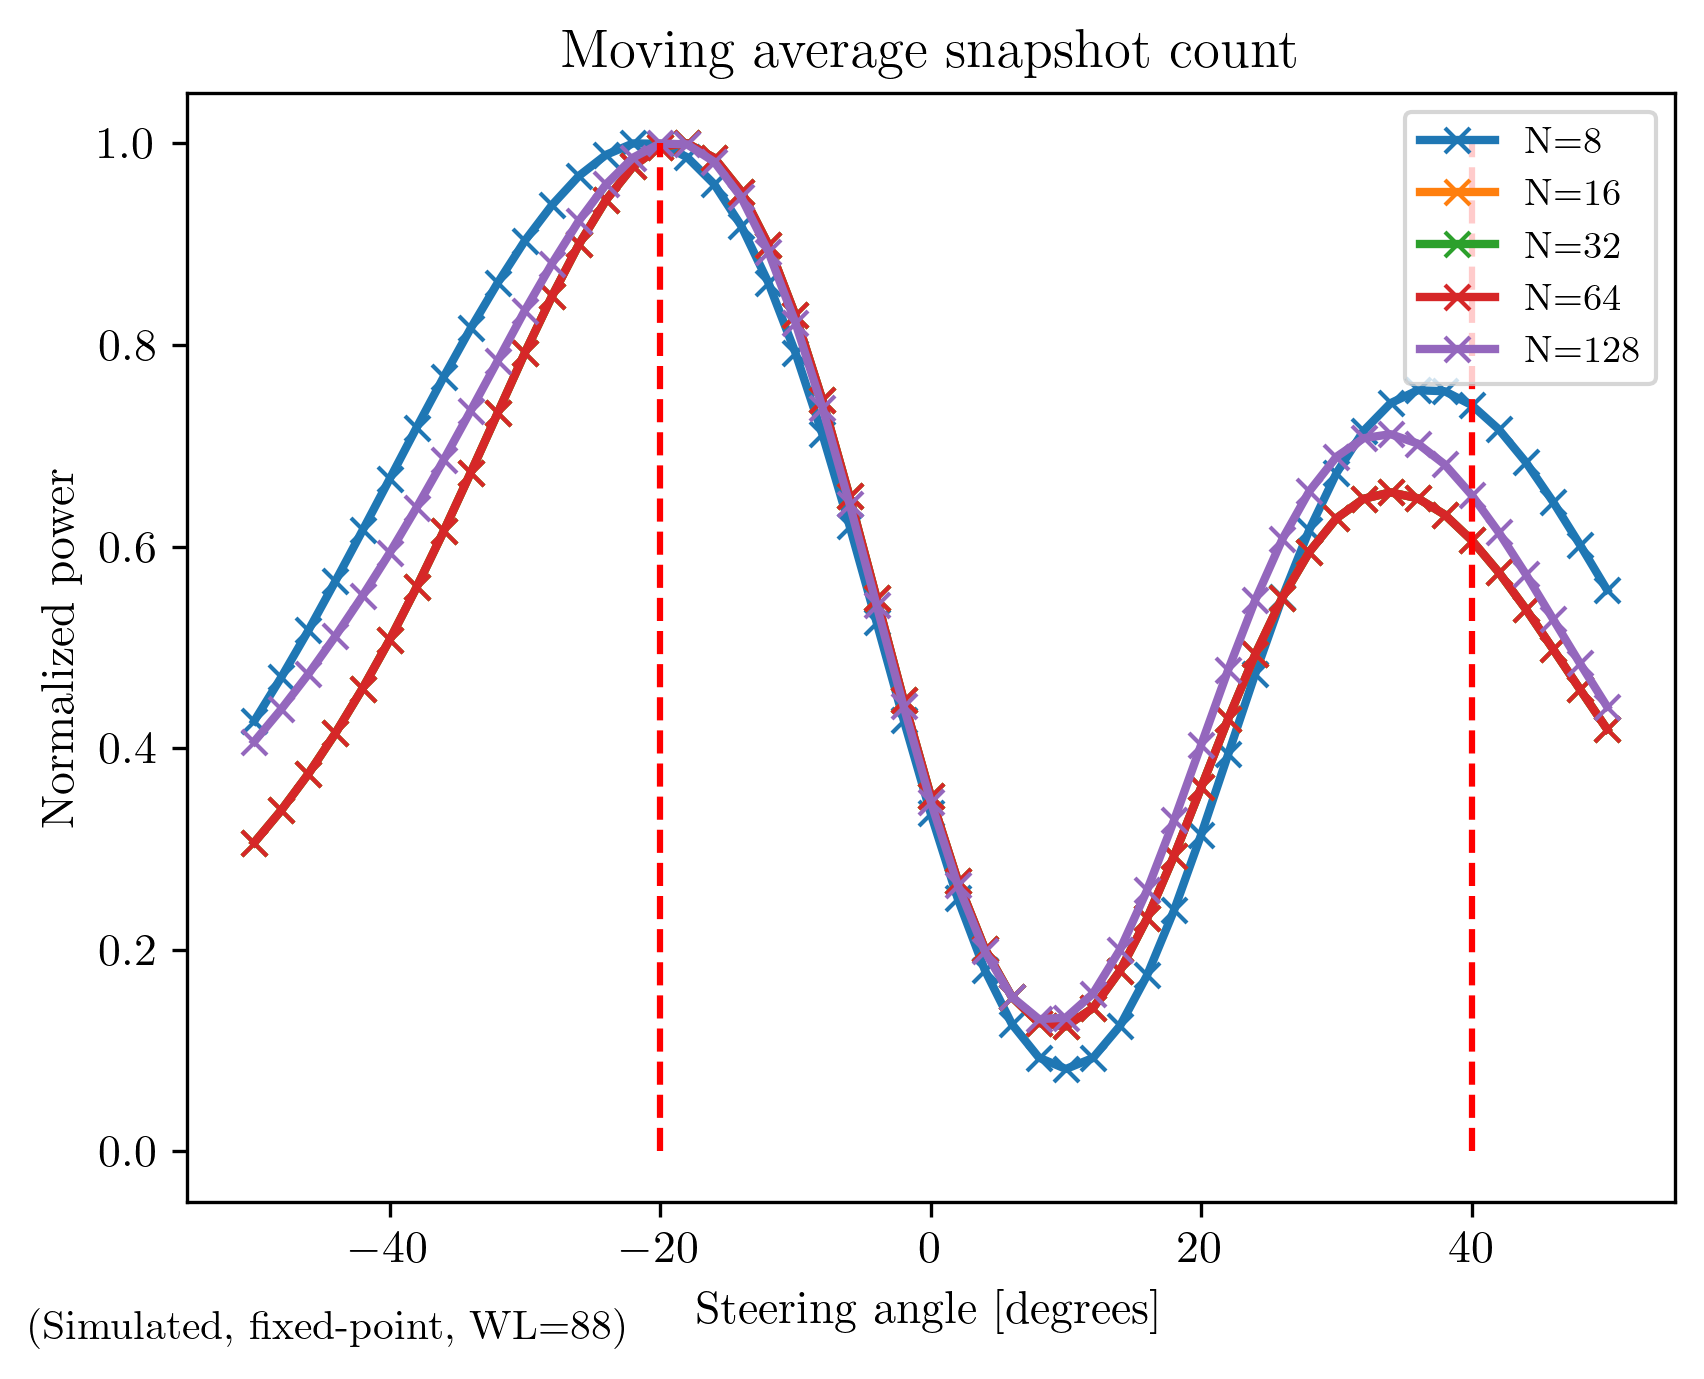 Moving average snapshot count
N=8
N=16
N=32
N=64
N=128
Normalized power
1.0
0.8
0.6
0.4
0.2
0.0
−40
−20
0
20
40
Steering angle [degrees]
(Simulated, fixed-point, WL=88)